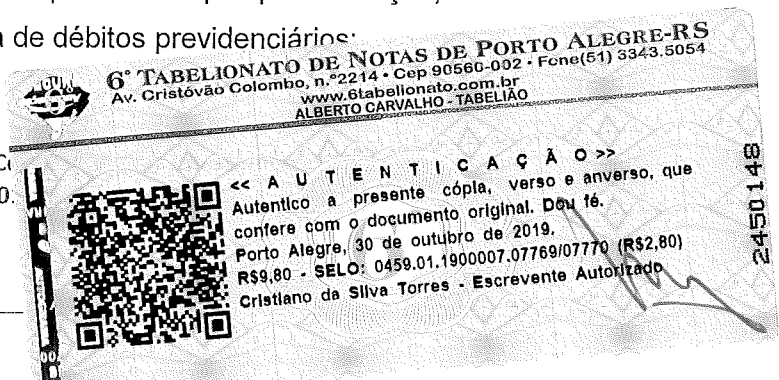 de débitos previdenciários:
6º TABELIONATO DE NOTAS DE PORTO ALEGRE-RS
Av. Cristóvão Colombo, n.º2214 - Cep 90560-002 - Fone(51) 3343.5054
www.6tabelionato.com.br
ALBERTO CARVALHO - TABELIÃO
<< A U T E N T I C A Ç Ã O >>
Autentico a presente cópia, verso e anverso, que
confere com o documento original. Dou fé.
Porto Alegre, 30 de outubro de 2019.
R$9,80 - SELO: 0459.01.1900007.07769/07770 (R$2,80)
Cristiano da Silva Torres - Escrevente Autorizado
2450148